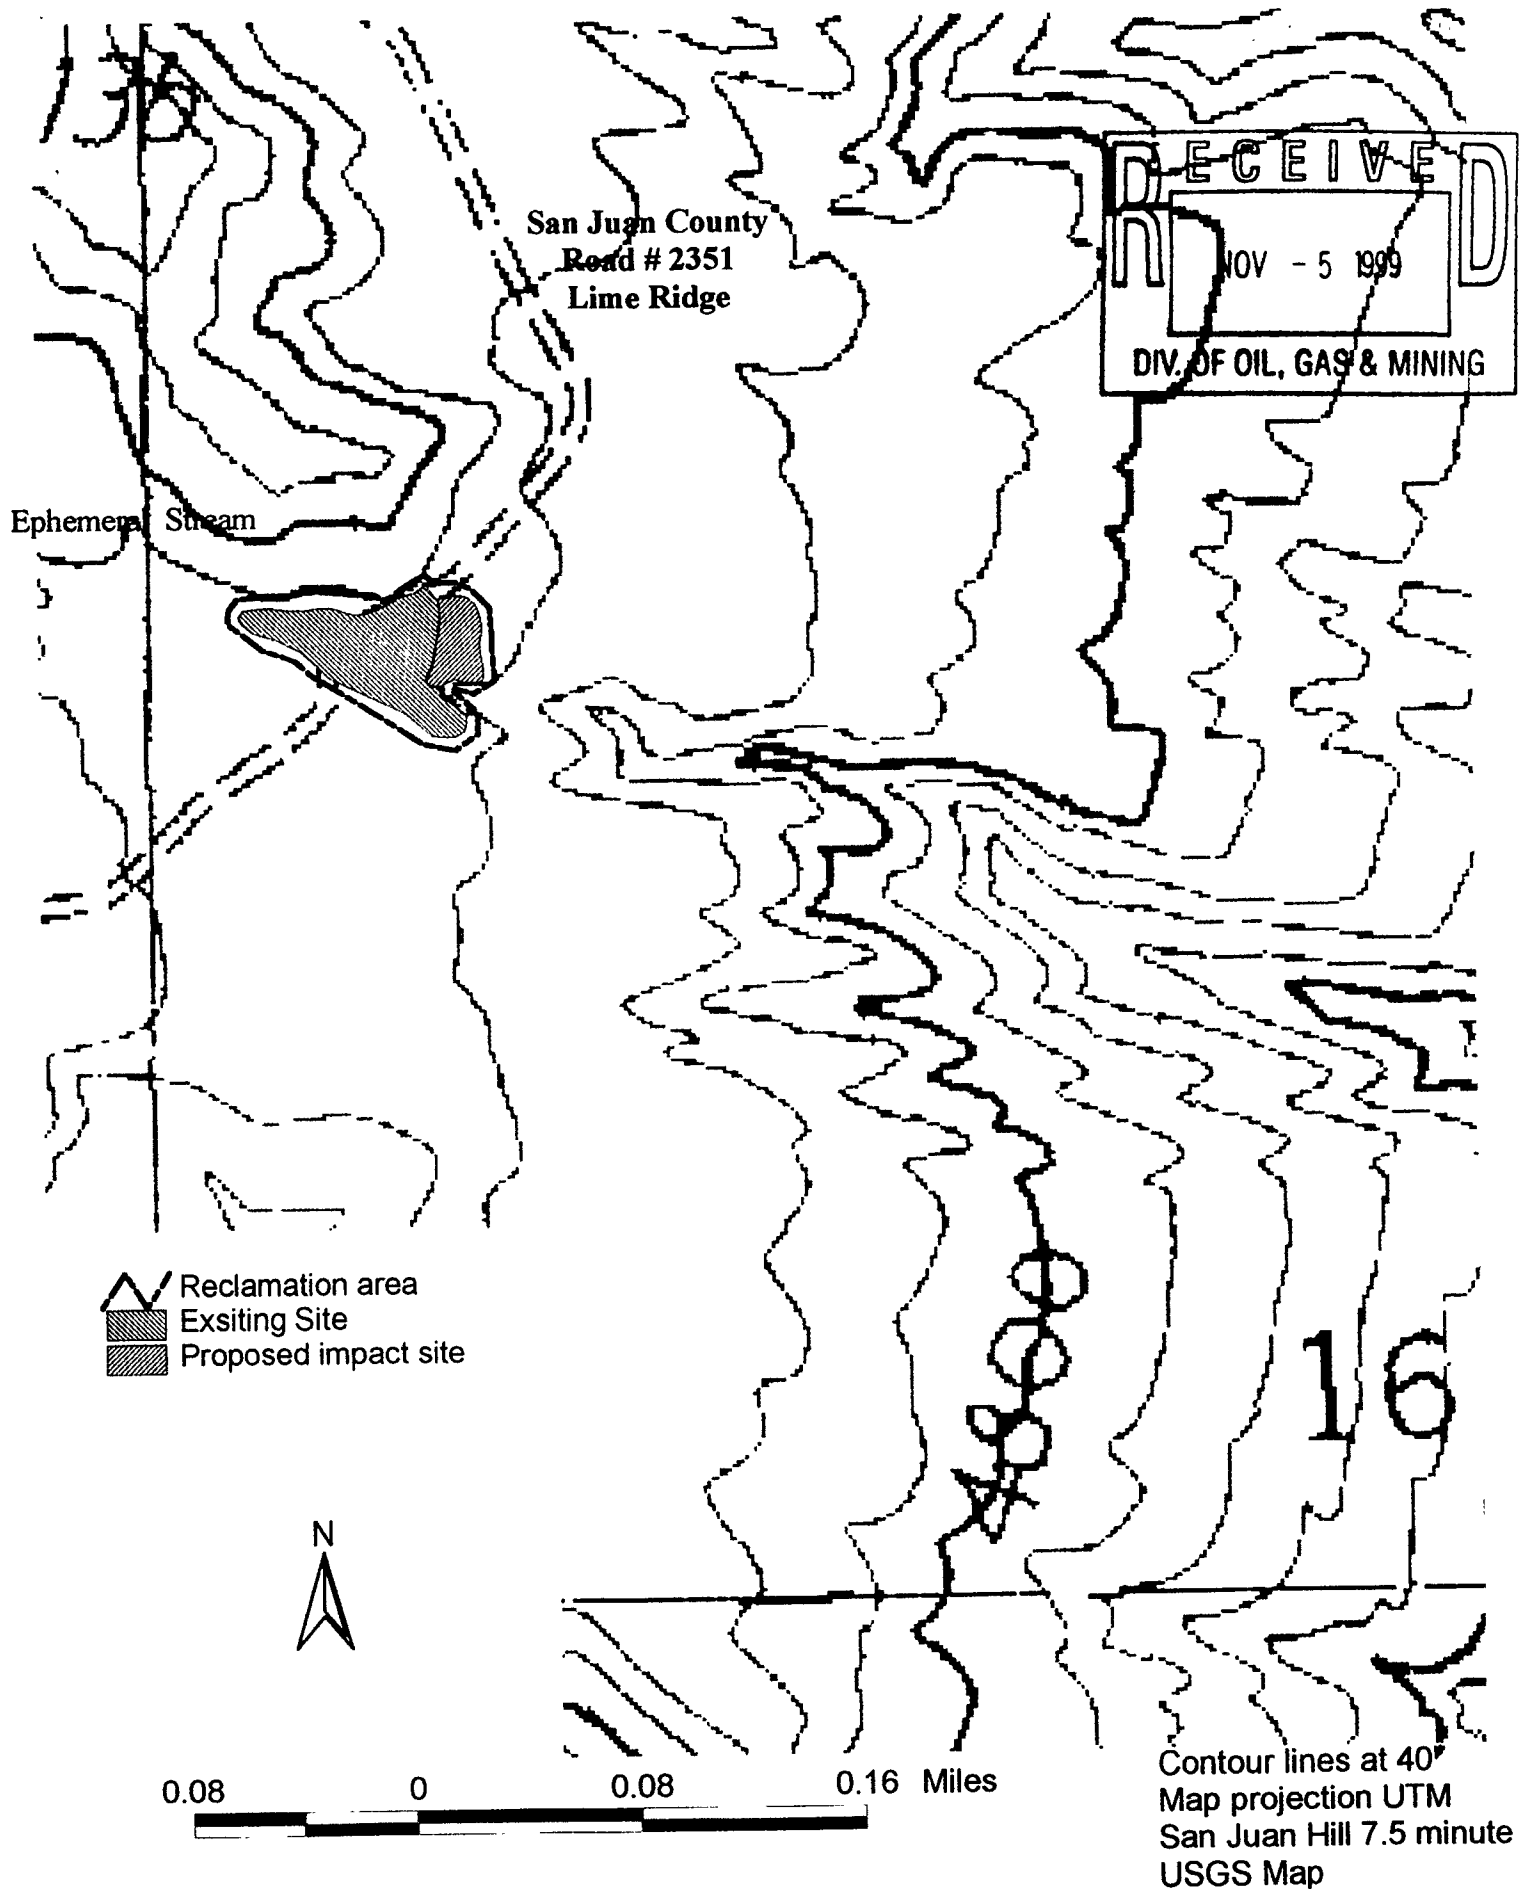 RECEIVED
NOV - 5 1999
DIV. OF OIL, GAS & MINING
San Juan County
Road # 2351
Lime Ridge
Ephemeral Stream
Reclamation area
Exsiting Site
Proposed impact site
16
N
0.08 0 0.08 0.16 Miles
Contour lines at 40'
Map projection UTM
San Juan Hill 7.5 minute
USGS Map